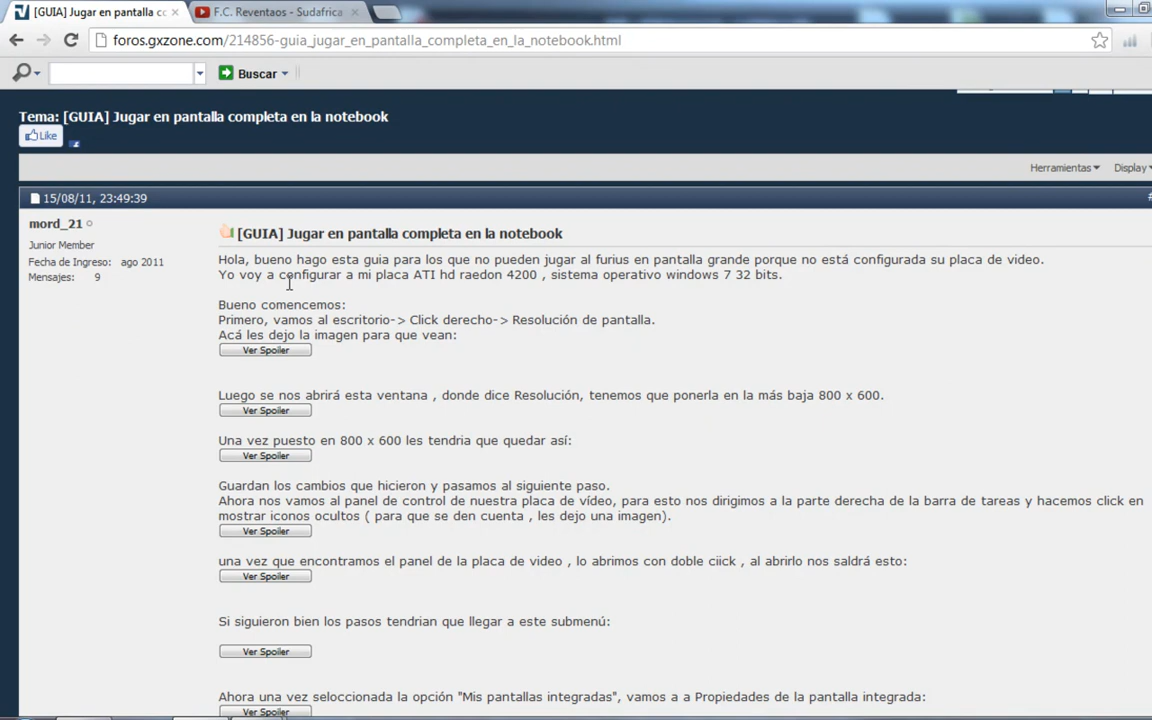 [GUIA] Jugar en pantalla co
F.C. Reventaos - Sudafrica
foros.gxzone.com/214856-guia_jugar_en_pantalla_completa_en_la_notebook.html
Buscar
Tema: [GUIA] Jugar en pantalla completa en la notebook
Like
Herramientas
Display
15/08/11, 23:49:39
mord_21
Junior Member
Fecha de Ingreso: ago 2011
Mensajes: 9
[GUIA] Jugar en pantalla completa en la notebook
Hola, bueno hago esta guia para los que no pueden jugar al furius en pantalla grande porque no está configurada su placa de video.
Yo voy a configurar a mi placa ATI hd raedon 4200 , sistema operativo windows 7 32 bits.
Bueno comencemos:
Primero, vamos al escritorio-> Click derecho-> Resolución de pantalla.
Acá les dejo la imagen para que vean:
Ver Spoiler
Luego se nos abrirá esta ventana , donde dice Resolución, tenemos que ponerla en la más baja 800 x 600.
Ver Spoiler
Una vez puesto en 800 x 600 les tendria que quedar así:
Ver Spoiler
Guardan los cambios que hicieron y pasamos al siguiente paso.
Ahora nos vamos al panel de control de nuestra placa de vídeo, para esto nos dirigimos a la parte derecha de la barra de tareas y hacemos click en
mostrar iconos ocultos ( para que se den cuenta , les dejo una imagen).
Ver Spoiler
una vez que encontramos el panel de la placa de video , lo abrimos con doble ciick , al abrirlo nos saldrá esto:
Ver Spoiler
Si siguieron bien los pasos tendrian que llegar a este submenú:
Ver Spoiler
Ahora una vez seloccionada la opción "Mis pantallas integradas", vamos a a Propiedades de la pantalla integrada:
Ver Spoiler